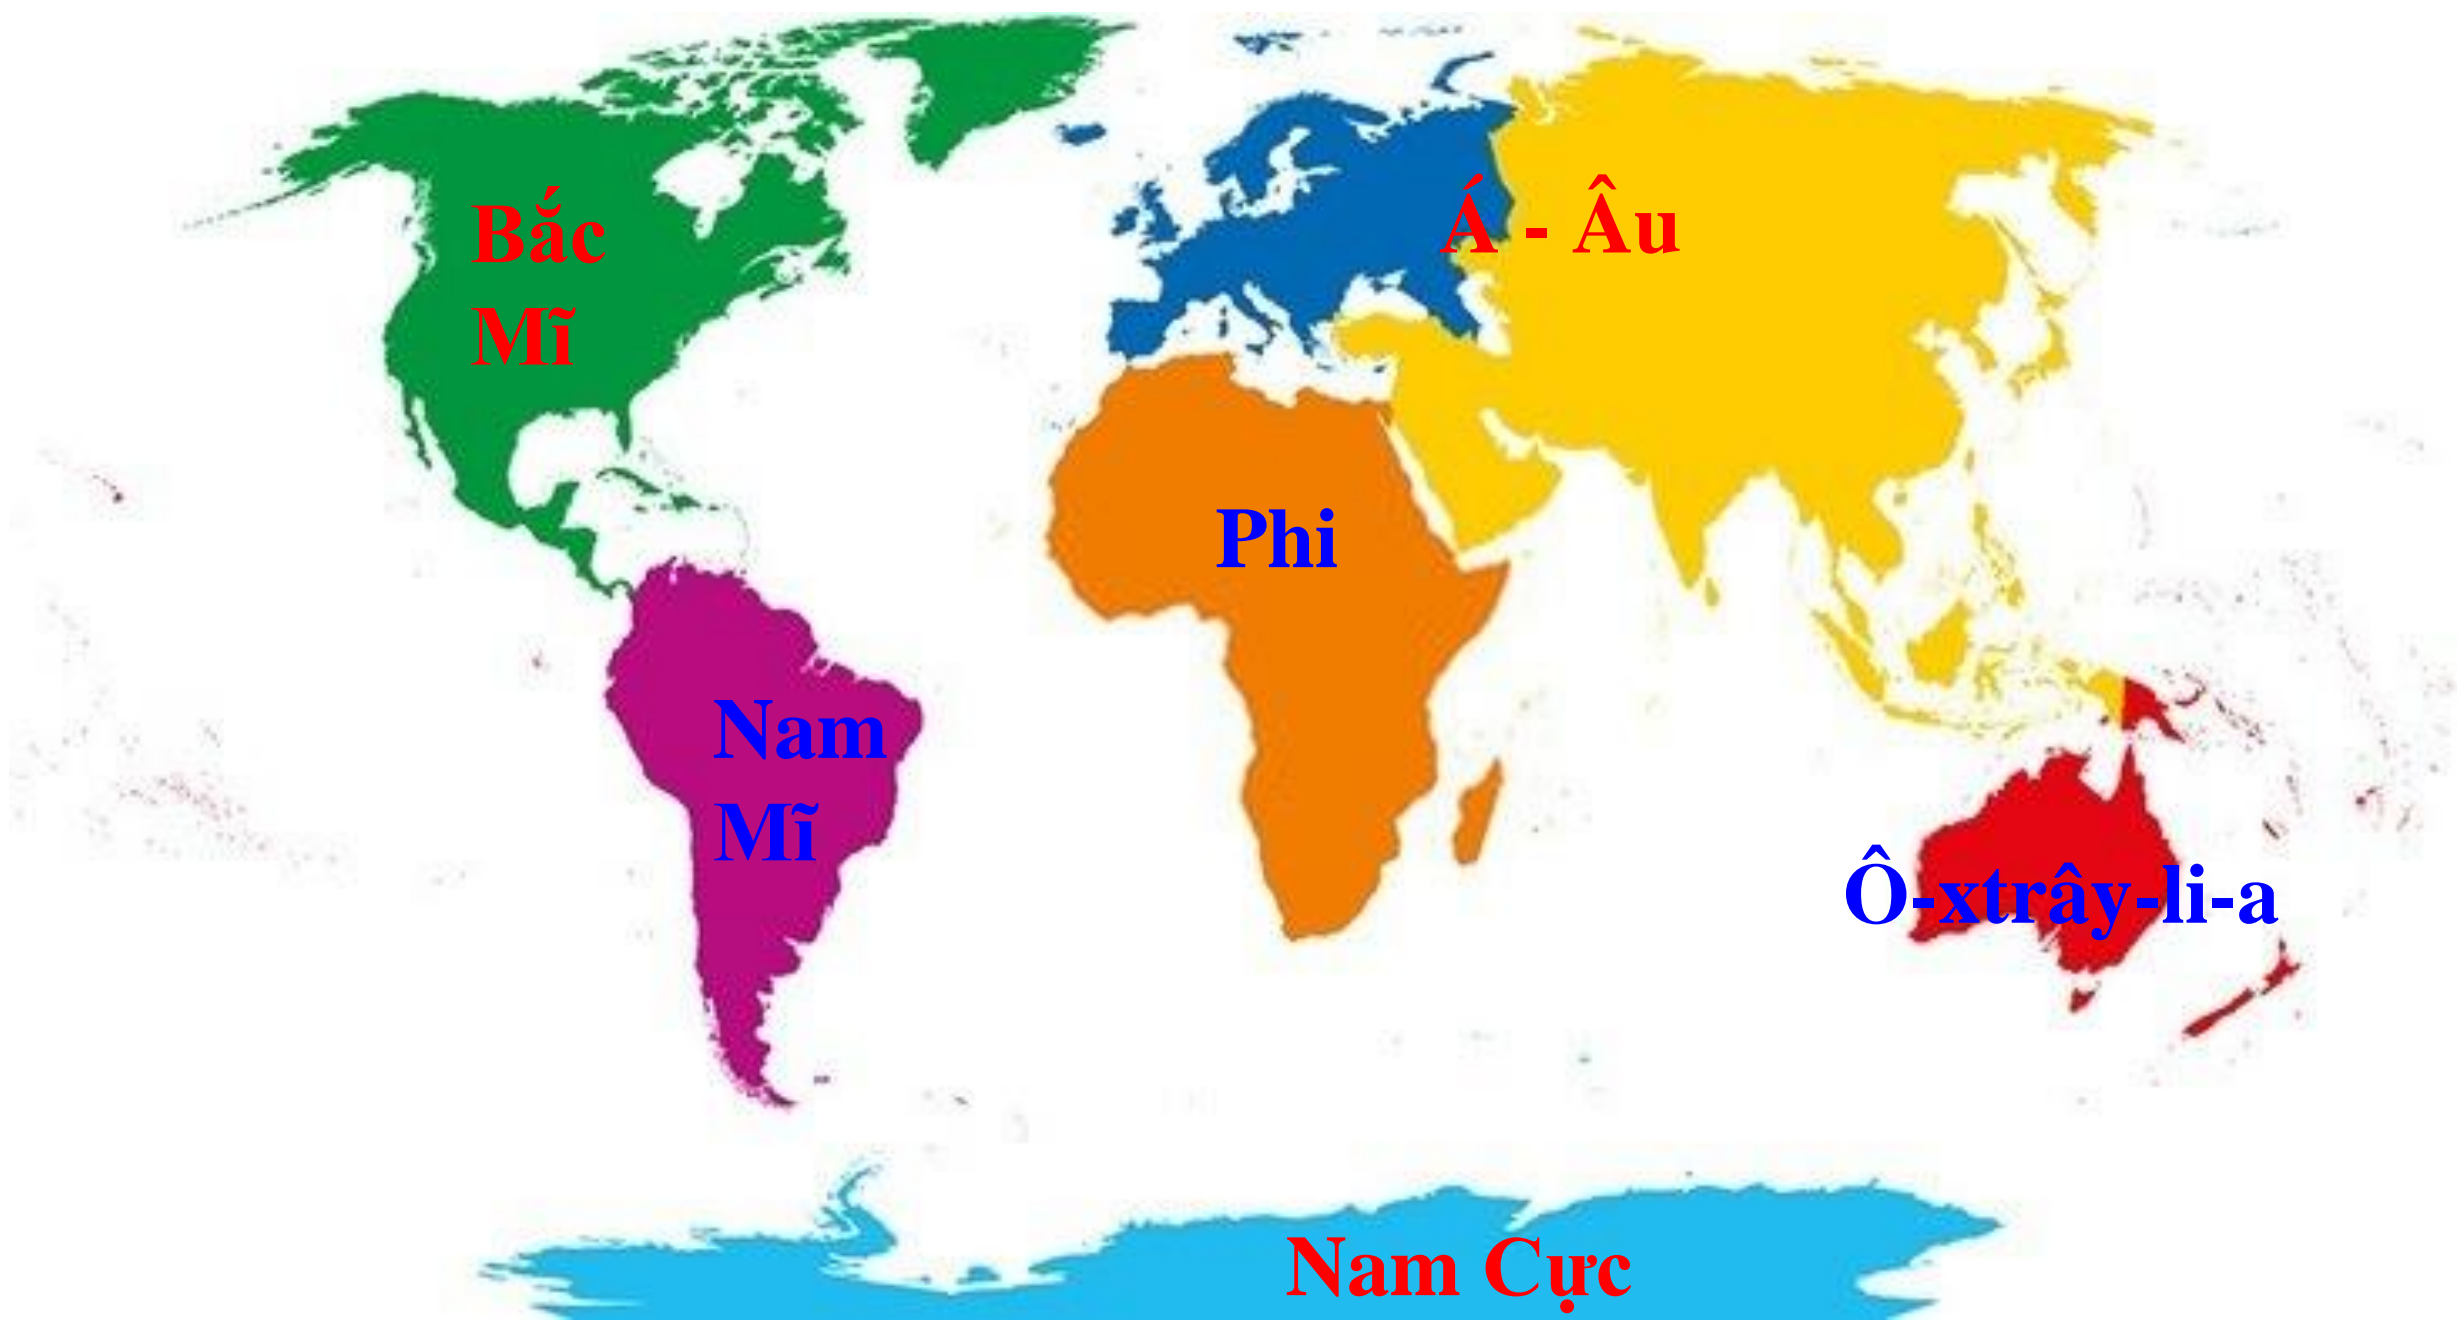 Bắc
Mĩ
Á - Âu
Phi
Nam
Mĩ
Ô-xtrây-li-a
Nam Cực